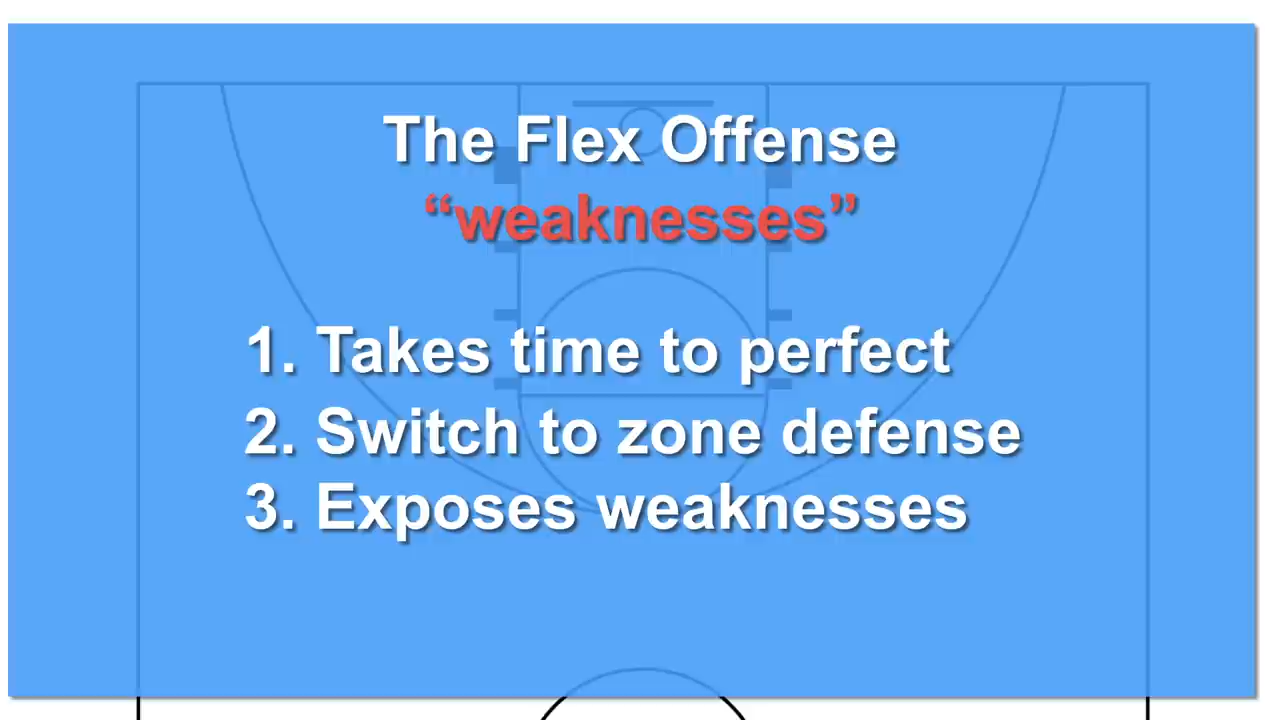 The Flex Offense
“weaknesses”
1. Takes time to perfect
2. Switch to zone defense
3. Exposes weaknesses